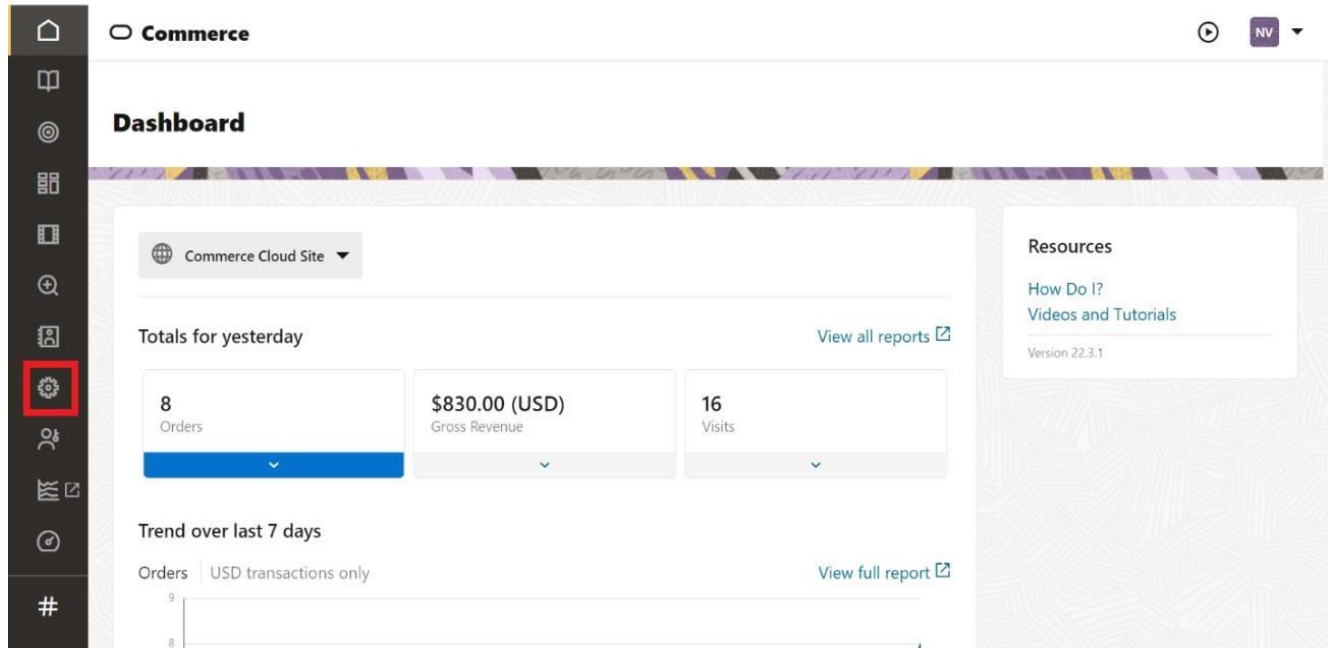 Commerce
NV
Dashboard
Commerce Cloud Site
Resources
How Do I?
Videos and Tutorials
Version 22.3.1
Totals for yesterday
View all reports
8
Orders
$830.00 (USD)
Gross Revenue
16
Visits
Trend over last 7 days
Orders USD transactions only
View full report
9
8
#